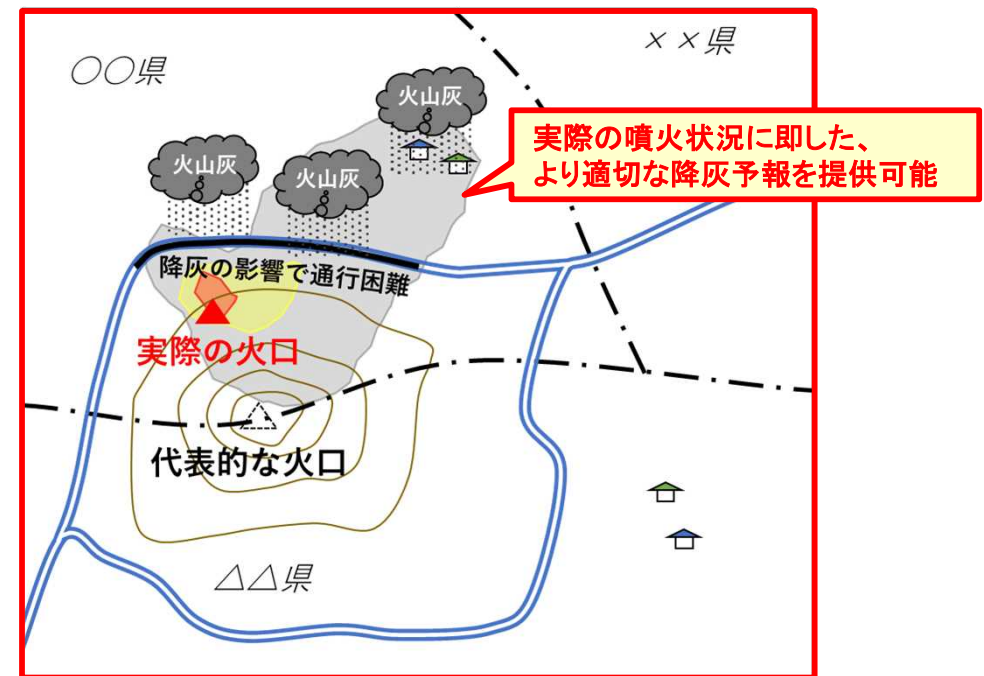 ○○県
××県
火山灰
火山灰
火山灰
実際の噴火状況に即した、
より適切な降灰予報を提供可能
降灰の影響で通行困難
実際の火口
代表的な火口
△△県